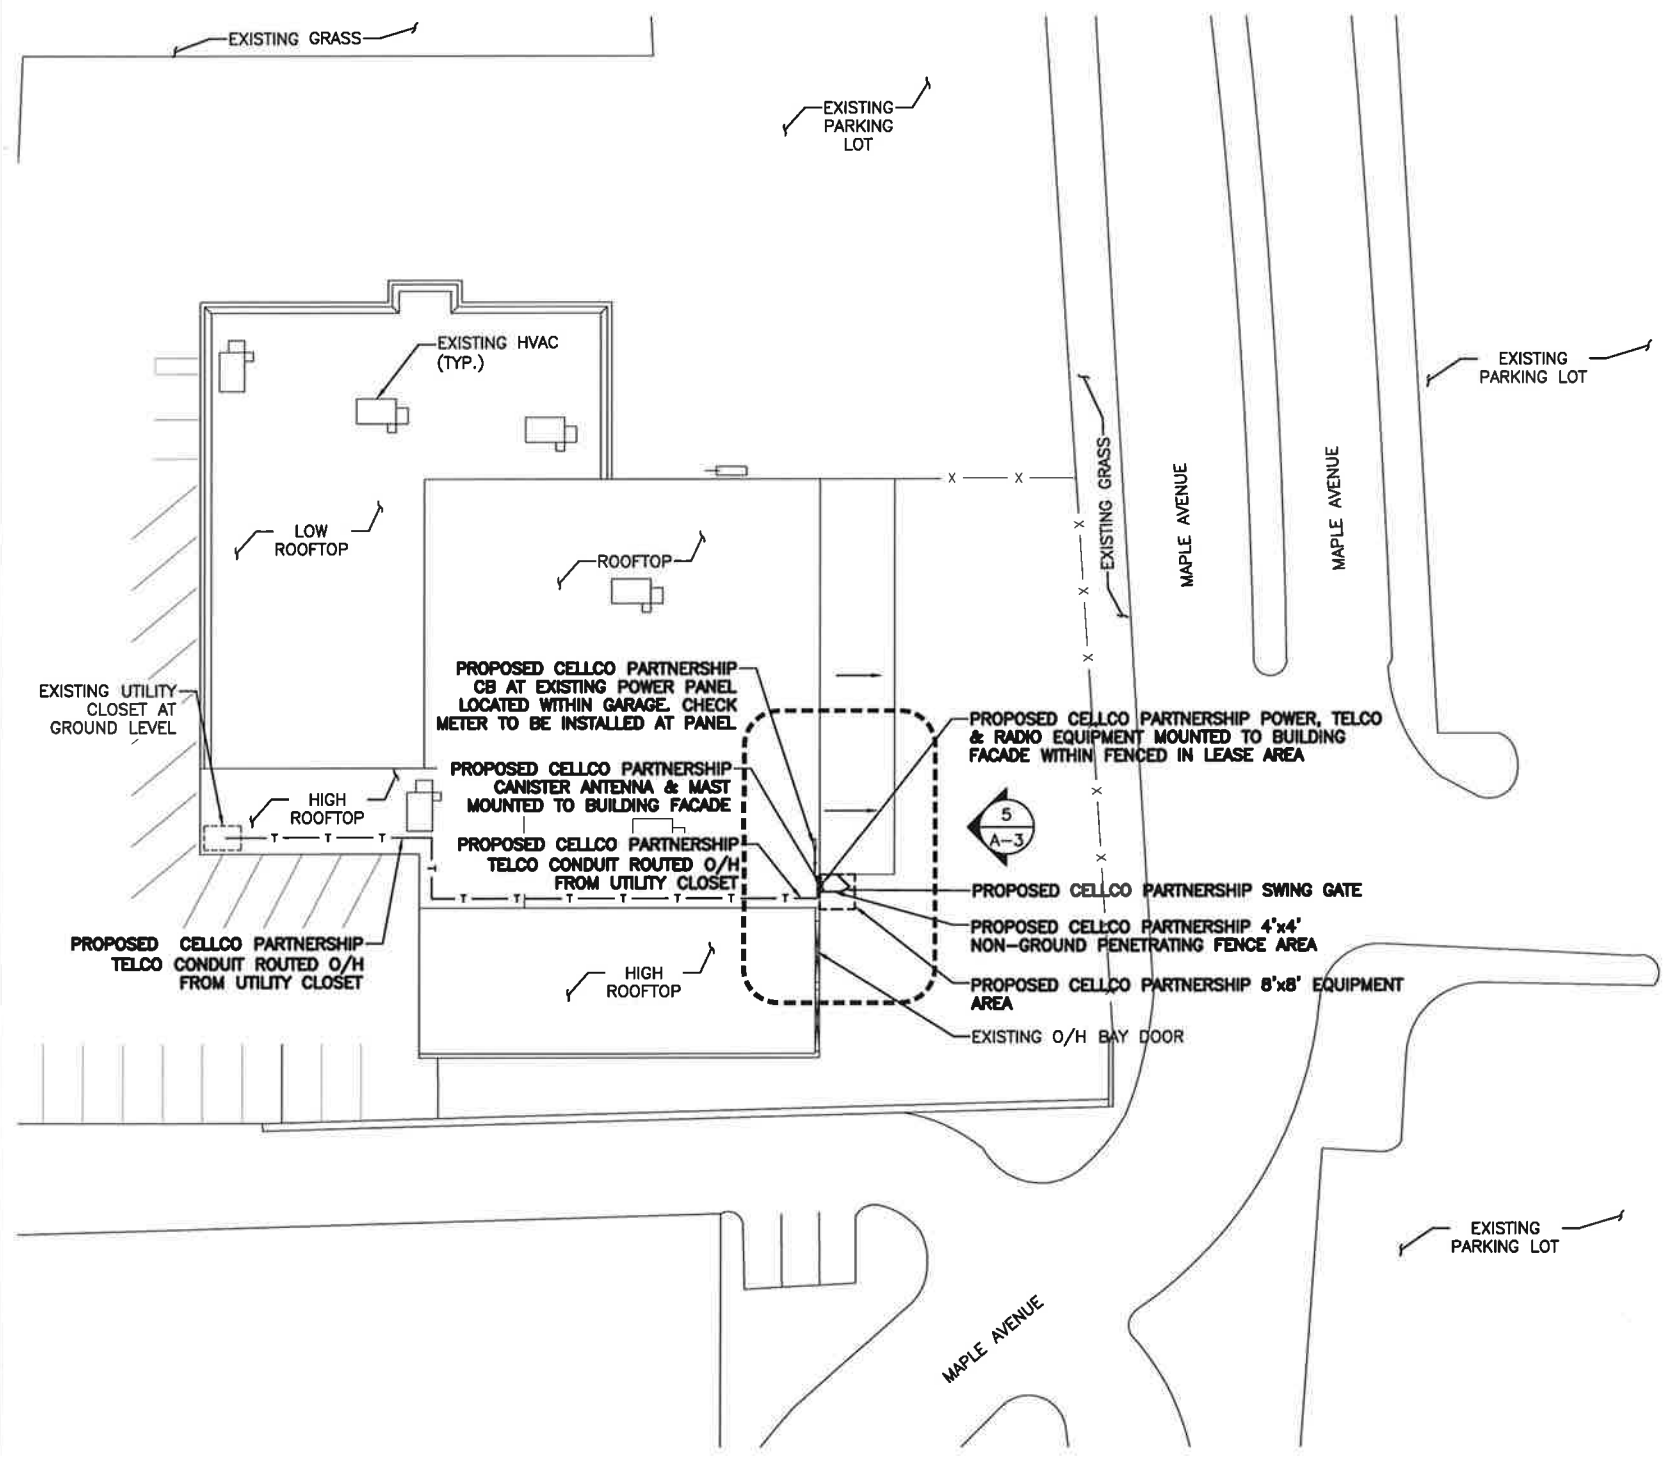 EXISTING GRASS
EXISTING
PARKING
LOT
EXISTING HVAC
(TYP.)
EXISTING
PARKING LOT
X
X
EXISTING GRASS
MAPLE AVENUE
MAPLE AVENUE
LOW
ROOFTOP
ROOFTOP
X
X
X
X
X
PROPOSED CELLCO PARTNERSHIP
CB AT EXISTING POWER PANEL
LOCATED WITHIN GARAGE. CHECK
METER TO BE INSTALLED AT PANEL
EXISTING UTILITY
CLOSET AT
GROUND LEVEL
PROPOSED CELLCO PARTNERSHIP POWER, TELCO
& RADIO EQUIPMENT MOUNTED TO BUILDING
FACADE WITHIN FENCED IN LEASE AREA
PROPOSED CELLCO PARTNERSHIP
CANISTER ANTENNA & MAST
MOUNTED TO BUILDING FACADE
HIGH
ROOFTOP
5
A-3
T T T
T
PROPOSED CELLCO PARTNERSHIP
TELCO CONDUIT ROUTED O/H
FROM UTILITY CLOSET
T T T T T T T
PROPOSED CELLCO PARTNERSHIP SWING GATE
PROPOSED CELLCO PARTNERSHIP 4'x4'
NON-GROUND PENETRATING FENCE AREA
PROPOSED CELLCO PARTNERSHIP
TELCO CONDUIT ROUTED O/H
FROM UTILITY CLOSET
HIGH
ROOFTOP
PROPOSED CELLCO PARTNERSHIP 8'x8' EQUIPMENT
AREA
EXISTING O/H BAY DOOR
EXISTING
PARKING LOT
MAPLE AVENUE